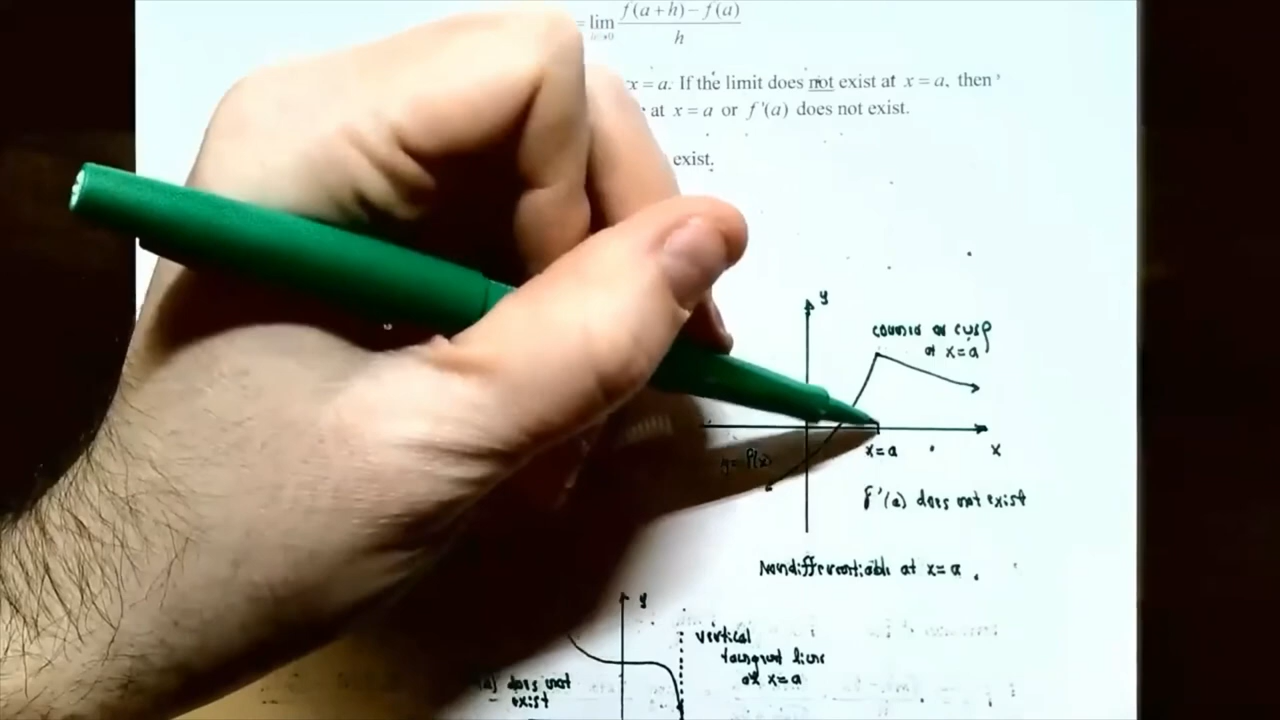 = lim f(a+h) − f(a)
h→0 h
x = a. If the limit does not exist at x = a, then
at x = a or f '(a) does not exist.
exist.
y
corner or cusp
at x=a
x=a
x
y = f(x)
f'(a) does not exist
Nondifferentiable at x=a.
y
vertical
tangent line
at x=a
(a) does not
exist